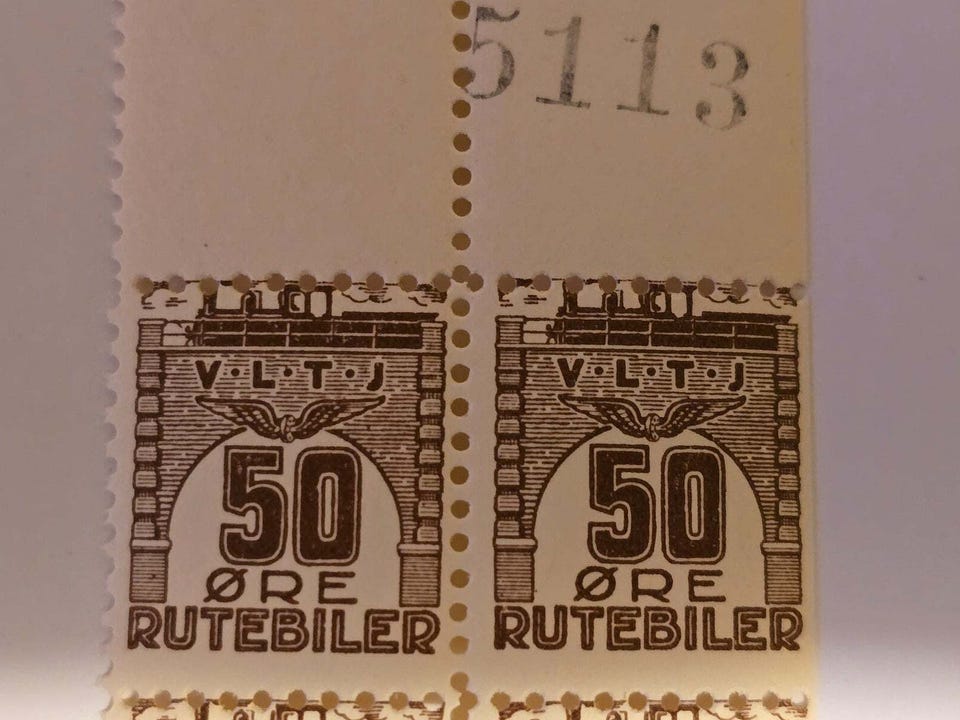 5113
V·L·T·J
50
ØRE
RUTEBILER
V·L·T·J
50
ØRE
RUTEBILER